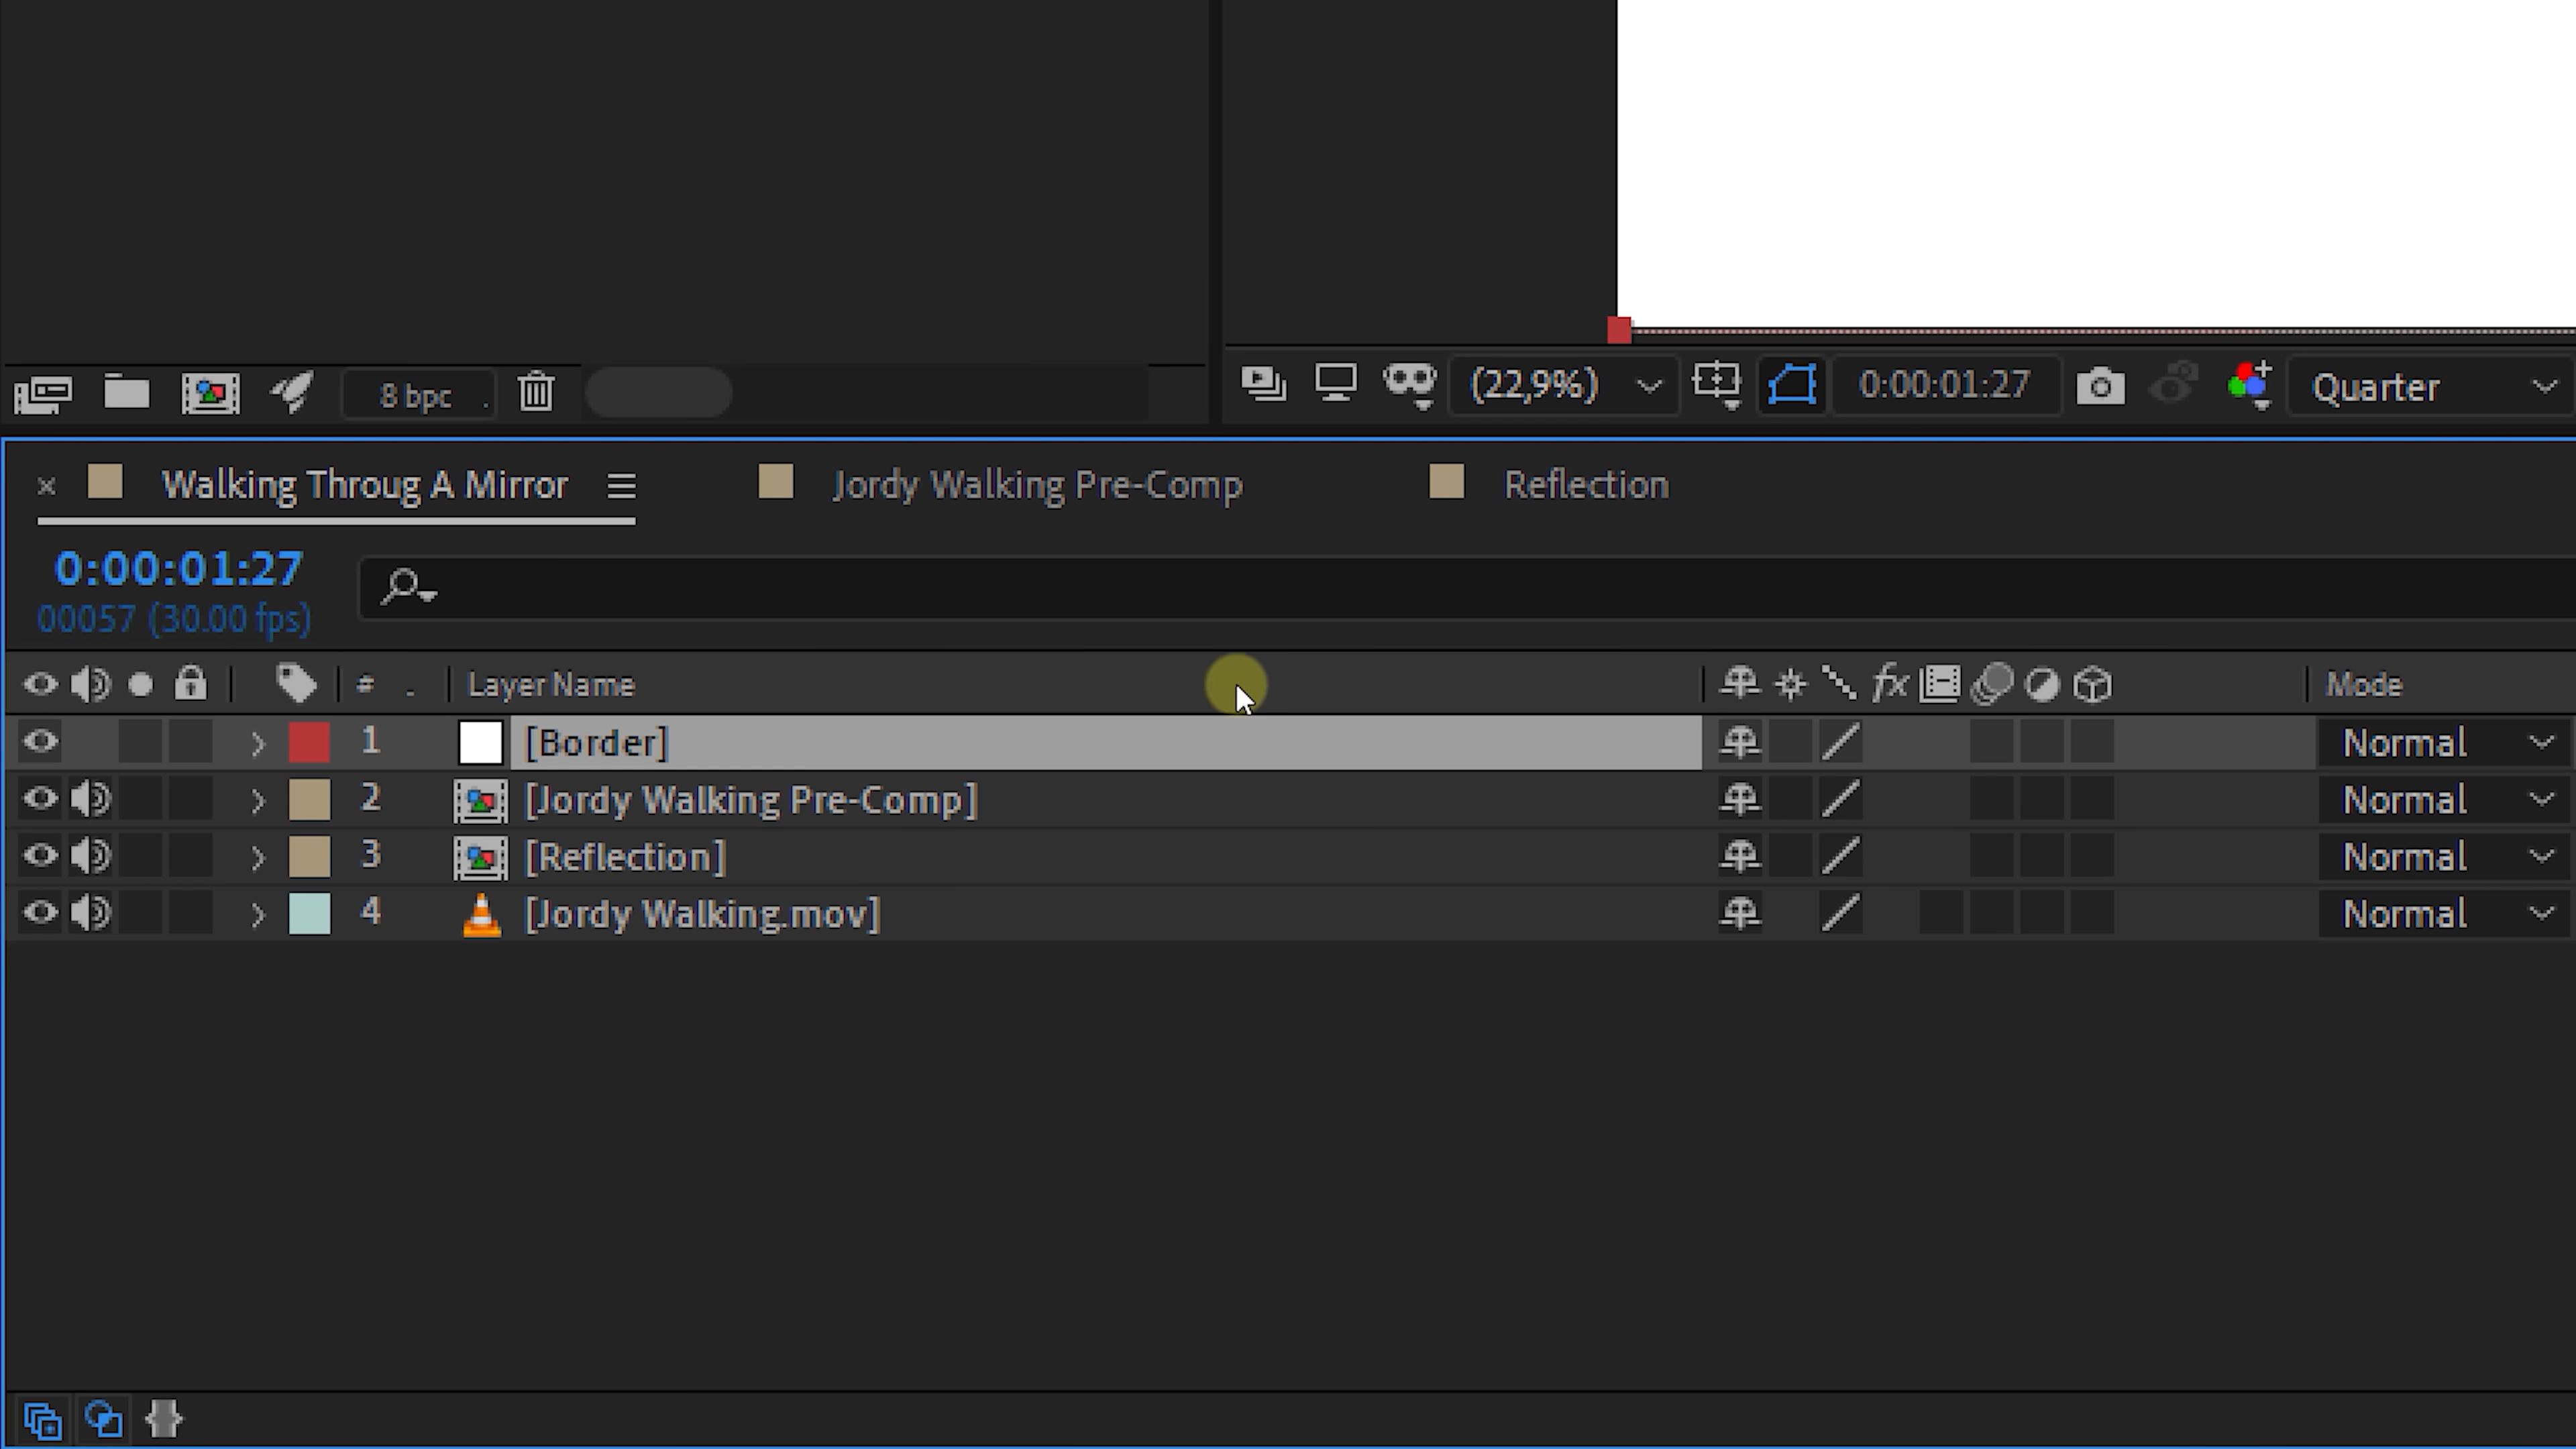 8 bpc
(22,9%)
0:00:01:27
Quarter
Walking Throug A Mirror
Jordy Walking Pre-Comp
Reflection
0:00:01:27
00057 (30.00 fps)
# . Layer Name fx Mode
1 [Border] Normal
2 [Jordy Walking Pre-Comp] Normal
3 [Reflection] Normal
4 [Jordy Walking.mov] Normal